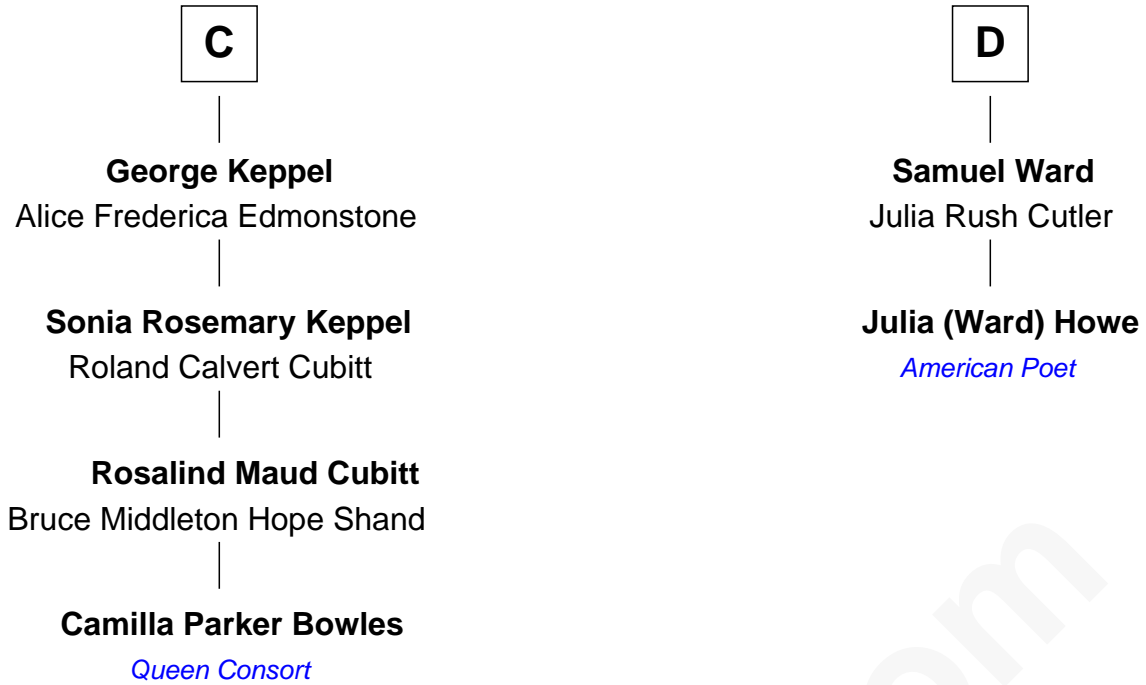 C
George Keppel
Alice Frederica Edmonstone
Sonia Rosemary Keppel
Roland Calvert Cubitt
Rosalind Maud Cubitt
Bruce Middleton Hope Shand
Camilla Parker Bowles
Queen Consort
D
Samuel Ward
Julia Rush Cutler
Julia (Ward) Howe
American Poet
om